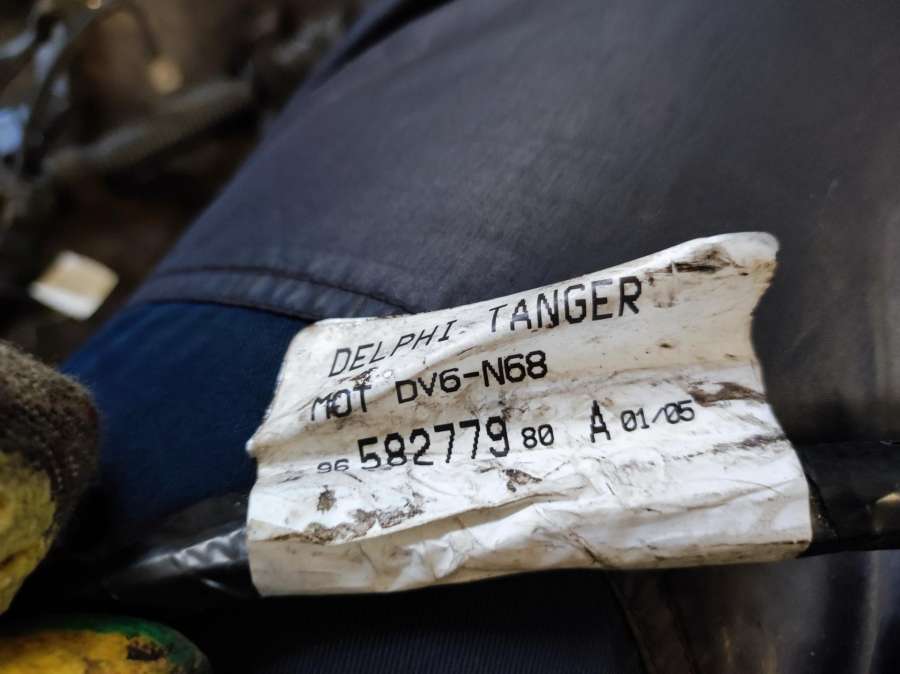 DELPHI TANGER
MOT DV6-N68
96 582779 80 A 01/05